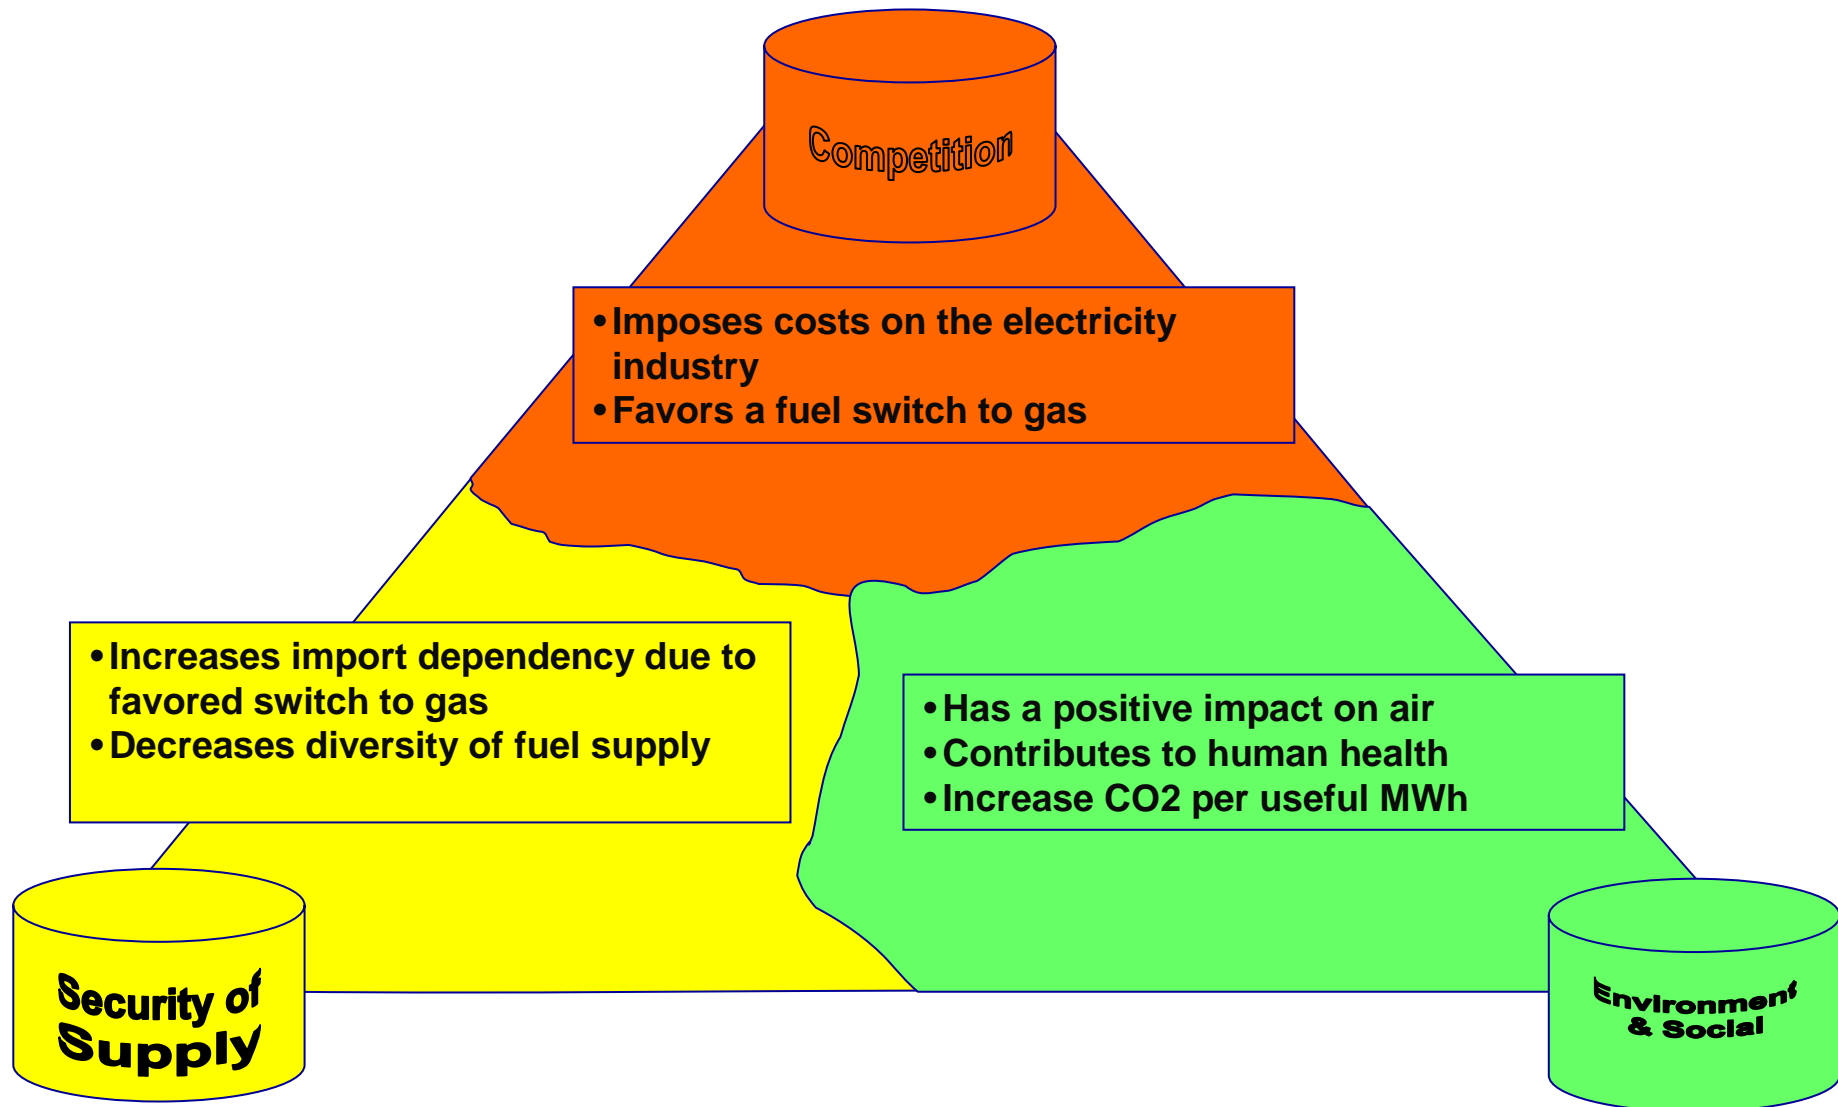 Competition
•Imposes costs on the electricity
industry
•Favors a fuel switch to gas
•Increases import dependency due to
favored switch to gas
•Decreases diversity of fuel supply
•Has a positive impact on air
•Contributes to human health
•Increase CO2 per useful MWh
Security of
Supply
Environment
& Social